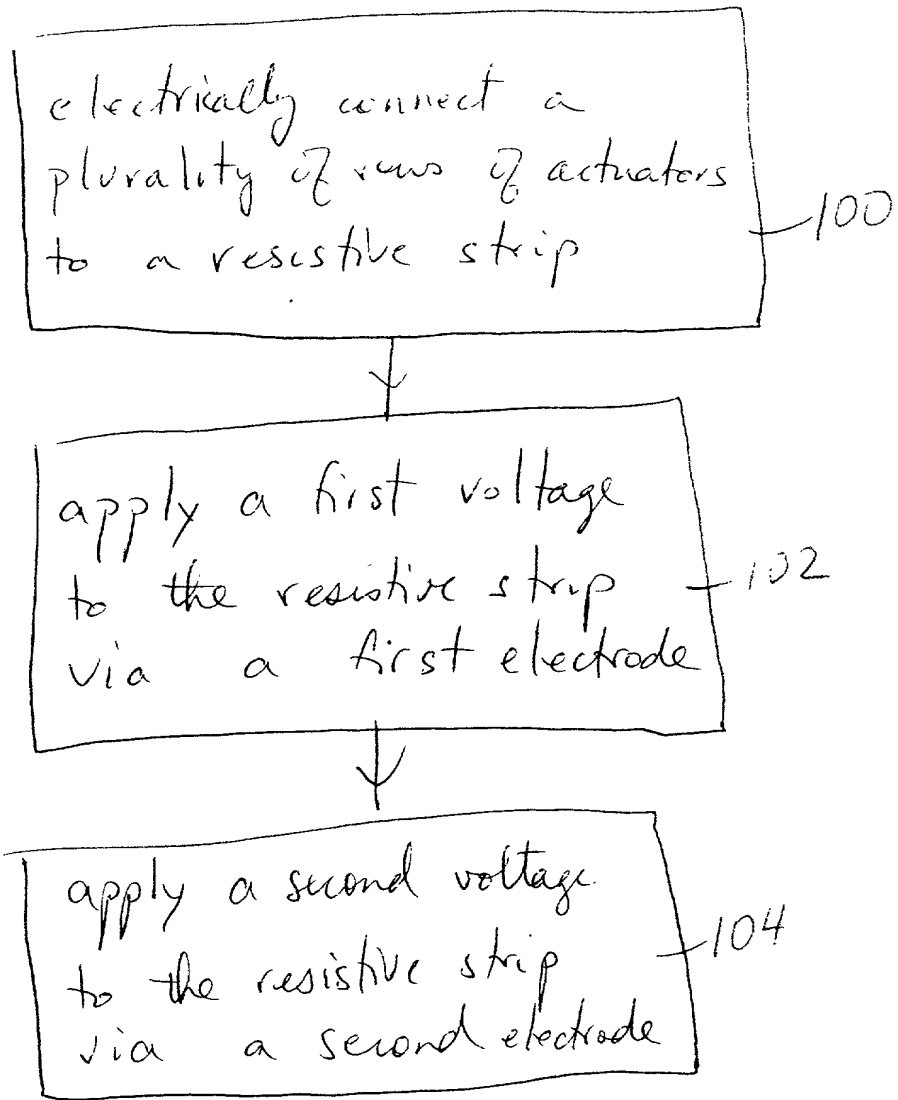 electrically connect a
plurality of rows of actuators
to a resistive strip
100
apply a first voltage
to the resistive strip
via a first electrode
102
apply a second voltage
to the resistive strip
via a second electrode
104